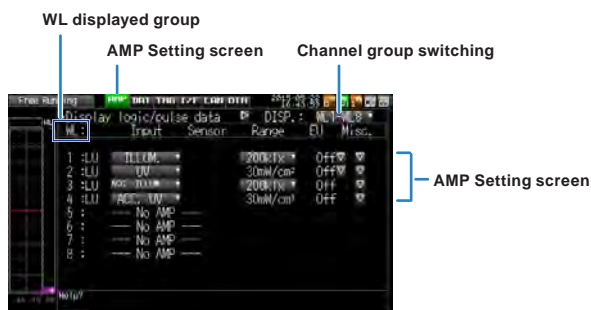 WL displayed group
AMP Setting screen Channel group switching
Free Running AMP DAT TRG I/F CAN OTH
Display logic/pulse data DISP.: WL1-WL8
WL: Input Sensor Range EU Misc.
1 :LU ILLUM. 200klx Off
2 :LU UV 30mW/cm² Off
3 :LU ACC. ILLUM 200klx Off
4 :LU ACC. UV 30mW/cm² Off
5 : --- No AMP ---
6 : --- No AMP ---
7 : --- No AMP ---
8 : --- No AMP ---
AMP Setting screen
Help?